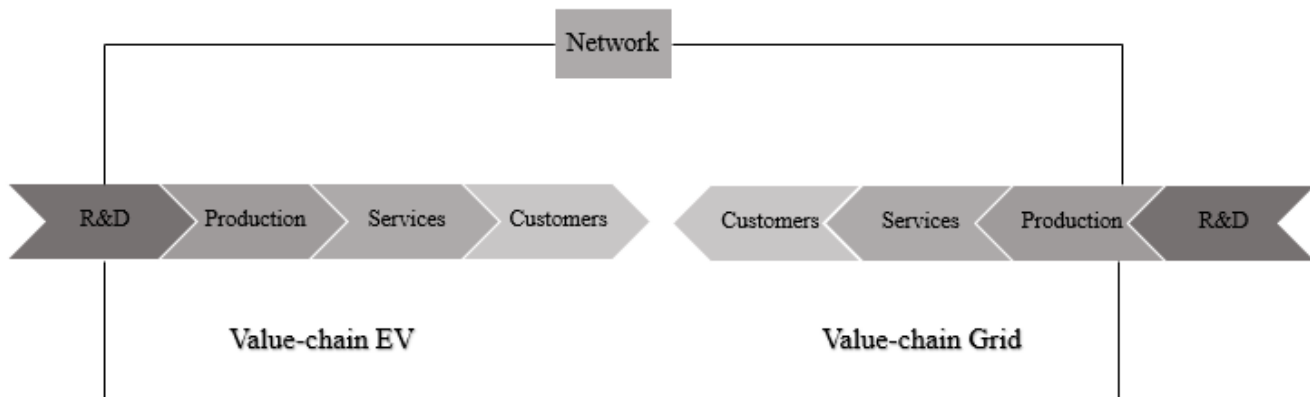 Network
R&D
Production
Services
Customers
Customers
Services
Production
R&D
Value-chain EV
Value-chain Grid